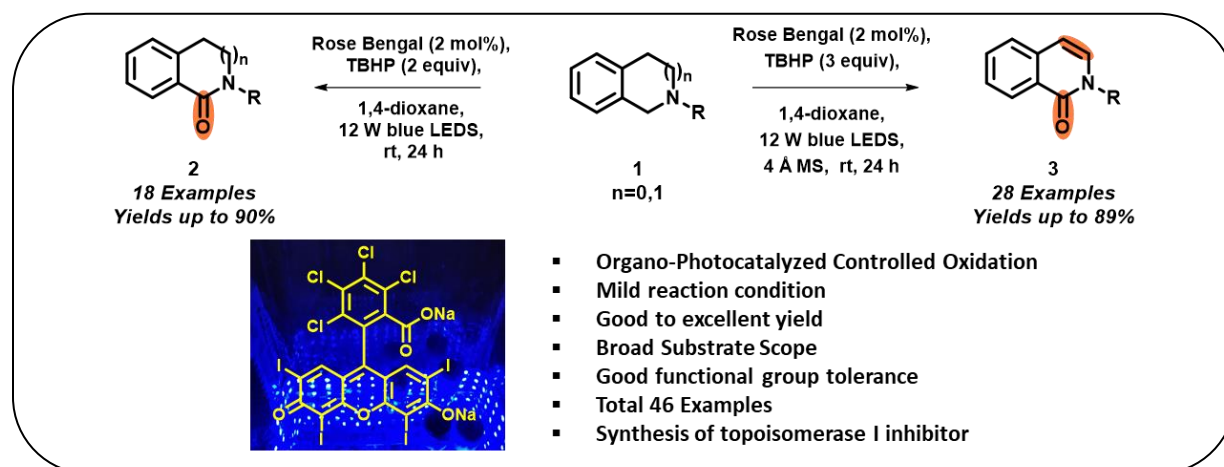 Rose Bengal (2 mol%),
TBHP (2 equiv),
1,4-dioxane,
12 W blue LEDS,
rt, 24 h
Rose Bengal (2 mol%),
TBHP (3 equiv),
1,4-dioxane,
12 W blue LEDS,
4 Å MS, rt, 24 h
( )n
N
R
O
2
18 Examples
Yields up to 90%
( )n
N
R
1
n=0,1
N
R
O
3
28 Examples
Yields up to 89%
Cl
Cl
Cl
Cl
ONa
O
I
I
O
O
ONa
I
I
▪ Organo-Photocatalyzed Controlled Oxidation
▪ Mild reaction condition
▪ Good to excellent yield
▪ Broad Substrate Scope
▪ Good functional group tolerance
▪ Total 46 Examples
▪ Synthesis of topoisomerase I inhibitor